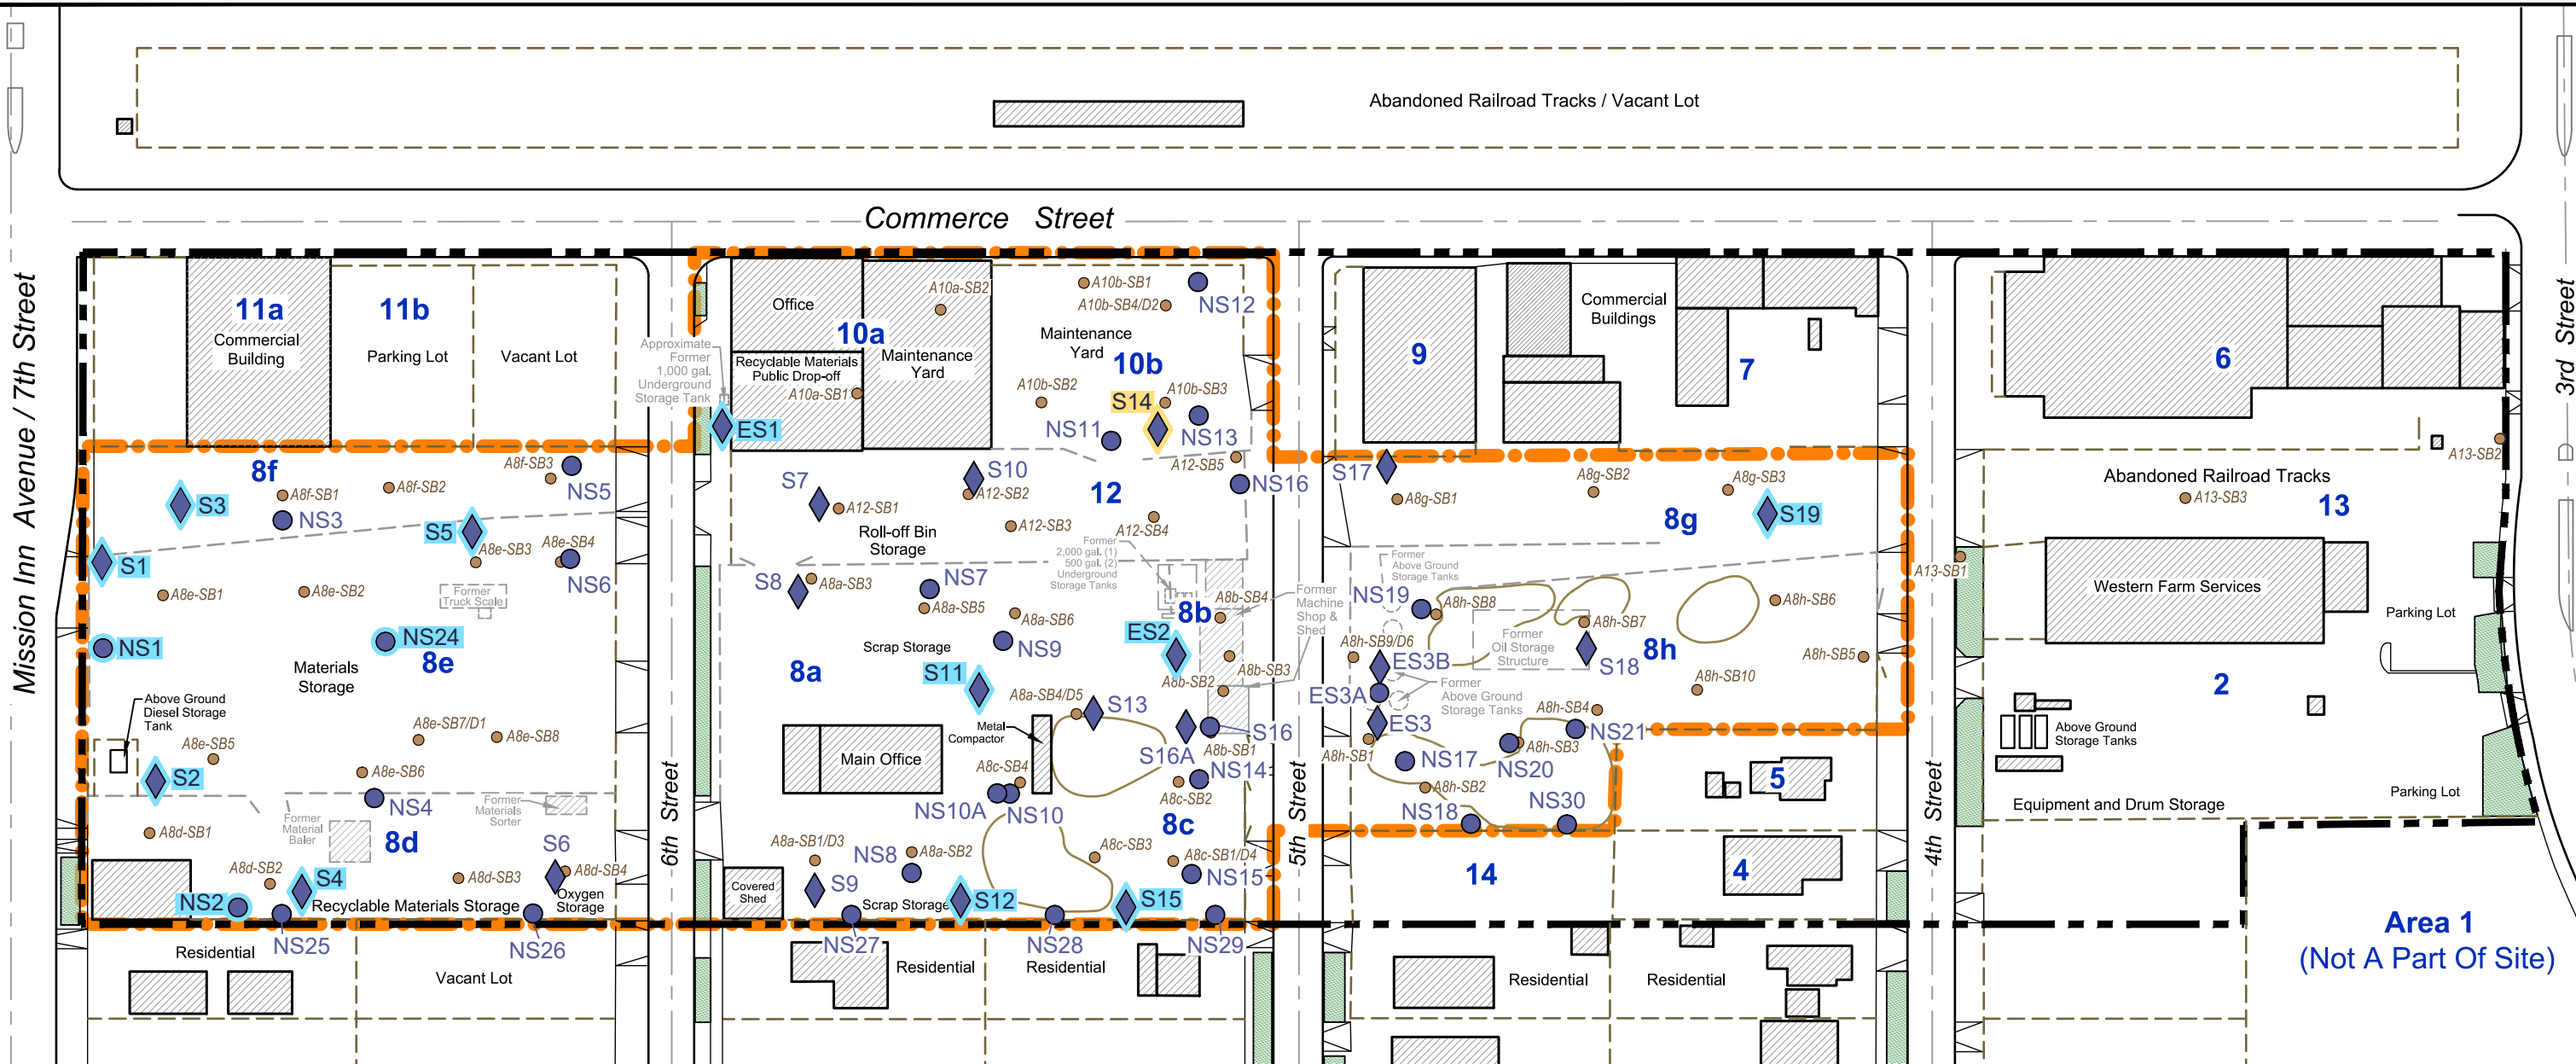 Abandoned Railroad Tracks / Vacant Lot
Commerce Street
Mission Inn Avenue / 7th Street
3rd Street
11a
Commercial
Building
11b
Parking Lot
Vacant Lot
Approximate
Former
1,000 gal.
Underground
Storage Tank
ES1
Office
10a
Recyclable Materials
Public Drop-off
A10a-SB1
A10a-SB2
Maintenance
Yard
A10b-SB1
A10b-SB4/D2
NS12
Maintenance
Yard
10b
A10b-SB2
A10b-SB3
S14
NS11
NS13
9
Commercial
Buildings
7
6
8f
A8f-SB3
NS5
A8f-SB1
A8f-SB2
S3
NS3
S5
A8e-SB3
A8e-SB4
NS6
S1
A8e-SB1
A8e-SB2
Former
Truck Scale
NS1
NS24
8e
Materials
Storage
Above Ground
Diesel Storage
Tank
A8e-SB7/D1
A8e-SB8
A8e-SB5
A8e-SB6
S2
NS4
Former
Materials
Sorter
Former
Material
Baler
8d
A8d-SB1
A8d-SB2
A8d-SB3
S6
A8d-SB4
Oxygen
Storage
S4
NS2
Recyclable Materials Storage
NS25
NS26
Residential
Vacant Lot
6th Street
S7
S10
A12-SB1
A12-SB2
A12-SB3
A12-SB4
A12-SB5
12
NS16
Roll-off Bin
Storage
Former
2,000 gal. (1)
500 gal. (2)
Underground
Storage Tanks
S8
A8a-SB3
NS7
A8a-SB5
A8a-SB6
Scrap Storage
NS9
8a
S11
A8a-SB4/D5
S13
8b
A8b-SB4
ES2
A8b-SB3
A8b-SB2
Former
Machine
Shop &
Shed
Metal
Compactor
Main Office
S16
S16A
A8b-SB1
NS14
A8c-SB4
A8c-SB2
NS10A
NS10
8c
A8a-SB1/D3
NS8
A8a-SB2
A8c-SB3
A8c-SB1/D4
NS15
Covered
Shed
S9
Scrap Storage
S12
S15
NS27
NS28
NS29
Residential
Residential
5th Street
S17
A8g-SB1
A8g-SB2
A8g-SB3
8g
S19
Former
Above Ground
Storage Tanks
NS19
A8h-SB8
A8h-SB7
A8h-SB6
A8h-SB9/D6
Former
Oil Storage
Structure
S18
8h
A8h-SB5
ES3B
ES3A
Former
Above Ground
Storage Tanks
A8h-SB10
ES3
A8h-SB4
NS21
A8h-SB1
NS17
A8h-SB3
NS20
A8h-SB2
NS18
NS30
5
14
4
Residential
Residential
4th Street
A13-SB2
Abandoned Railroad Tracks
A13-SB3
13
A13-SB1
Western Farm Services
Parking Lot
2
Above Ground
Storage Tanks
Equipment and Drum Storage
Parking Lot
Area 1
(Not A Part Of Site)